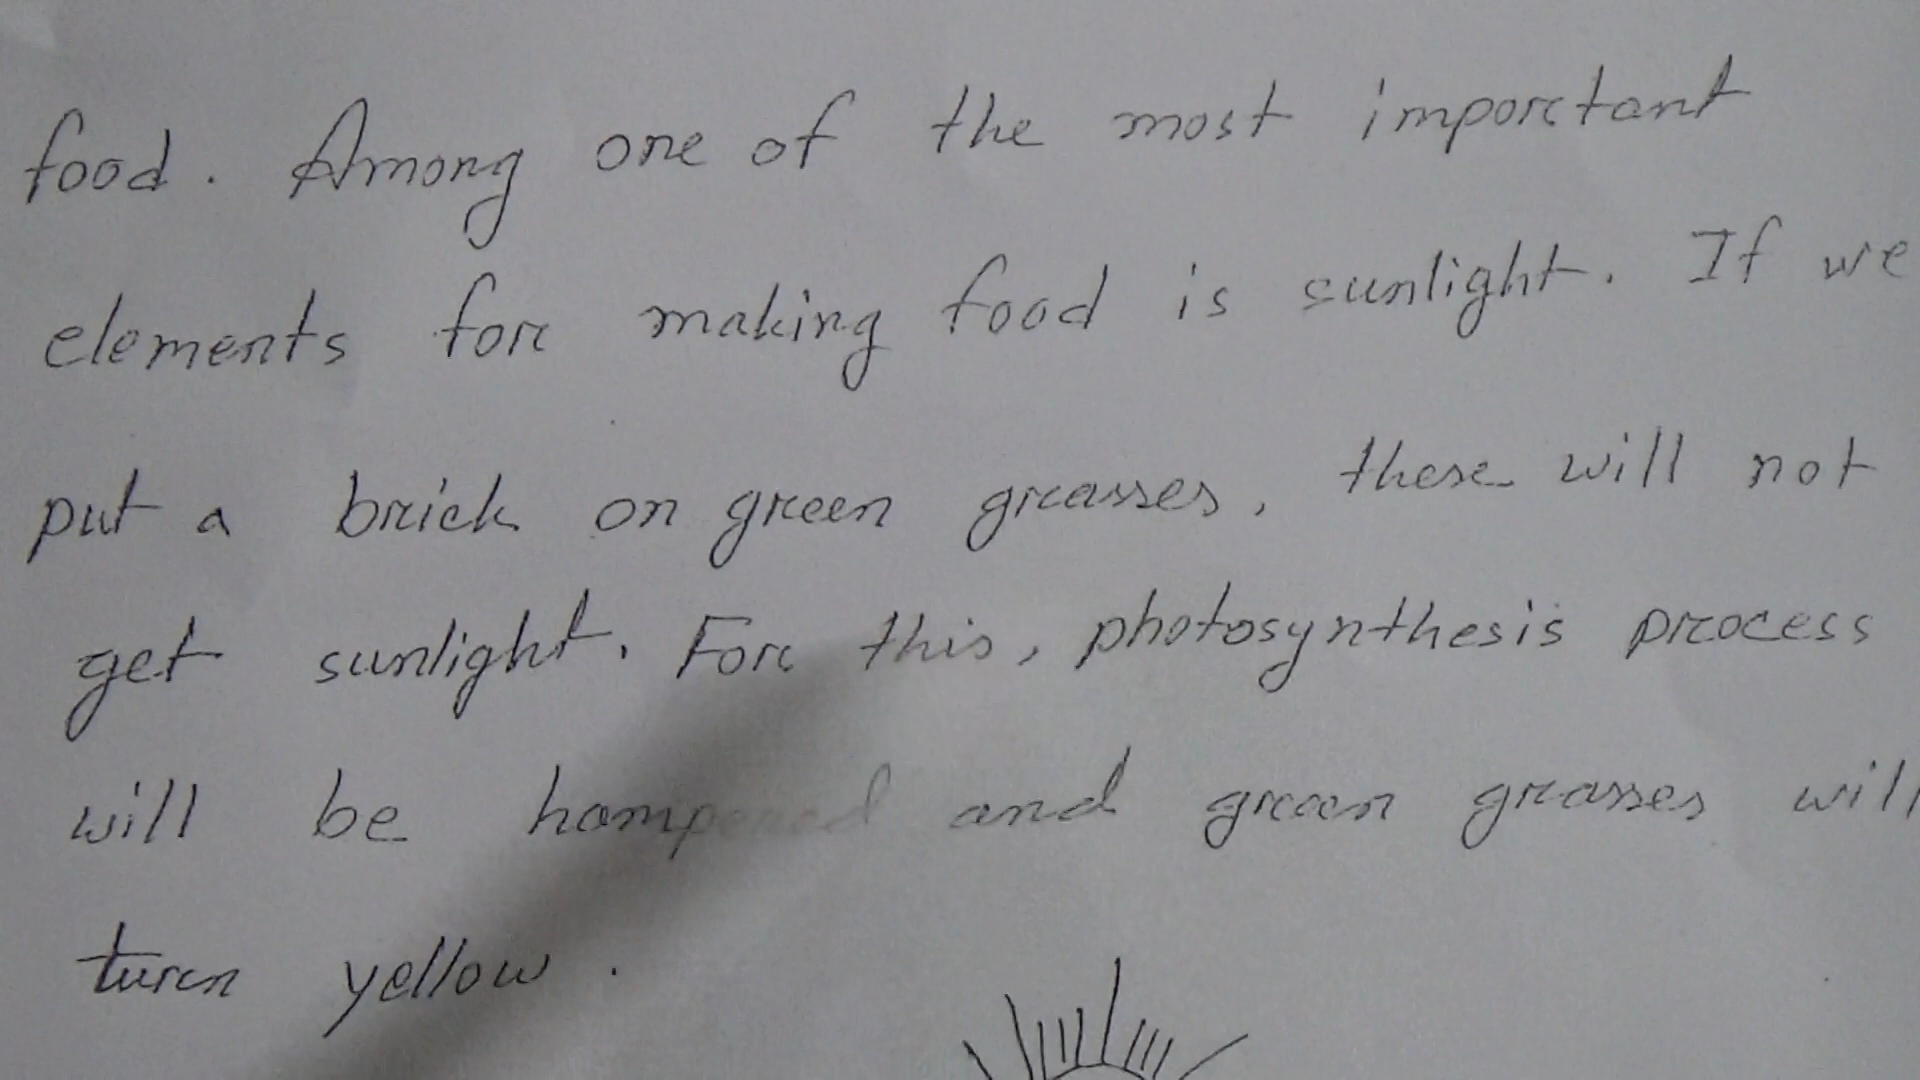 food. Among one of the most important
elements for making food is sunlight. If we
put a brick on green grasses, these will not
get sunlight. For this, photosynthesis process
will be hampered and green grasses will
turn yellow.